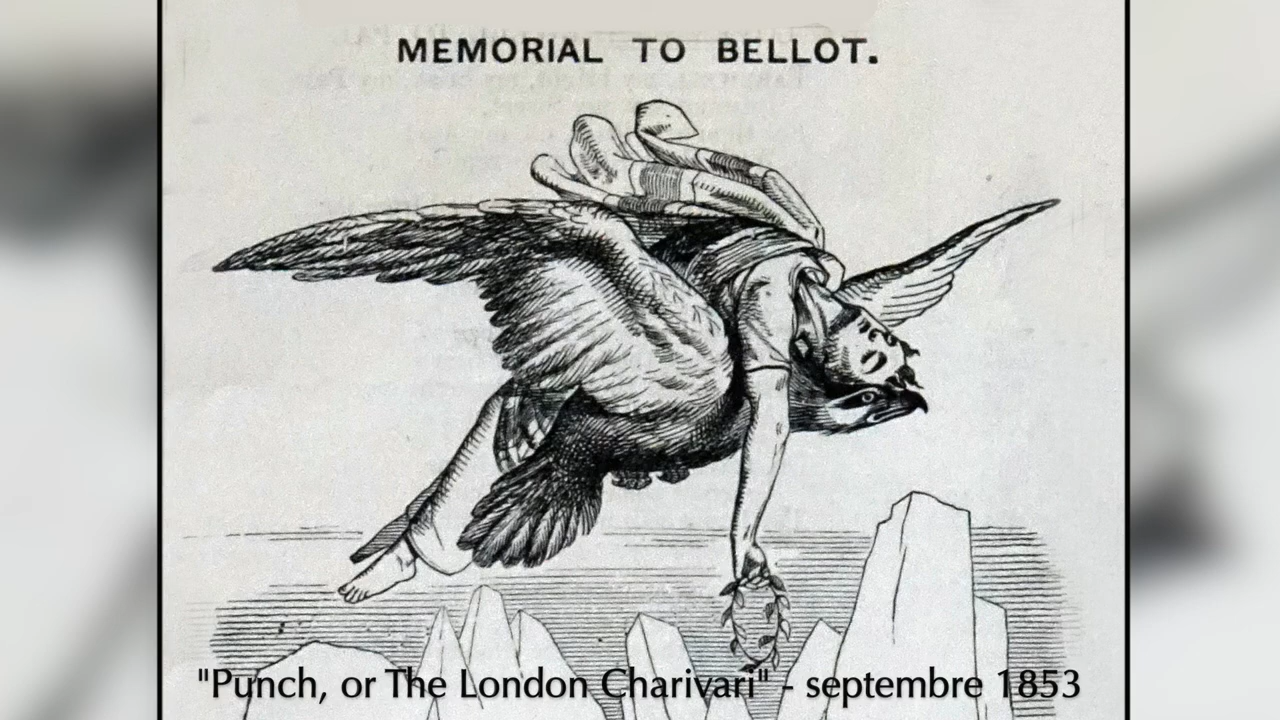 MEMORIAL TO BELLOT.
"Punch, or The London Charivari" - septembre 1853